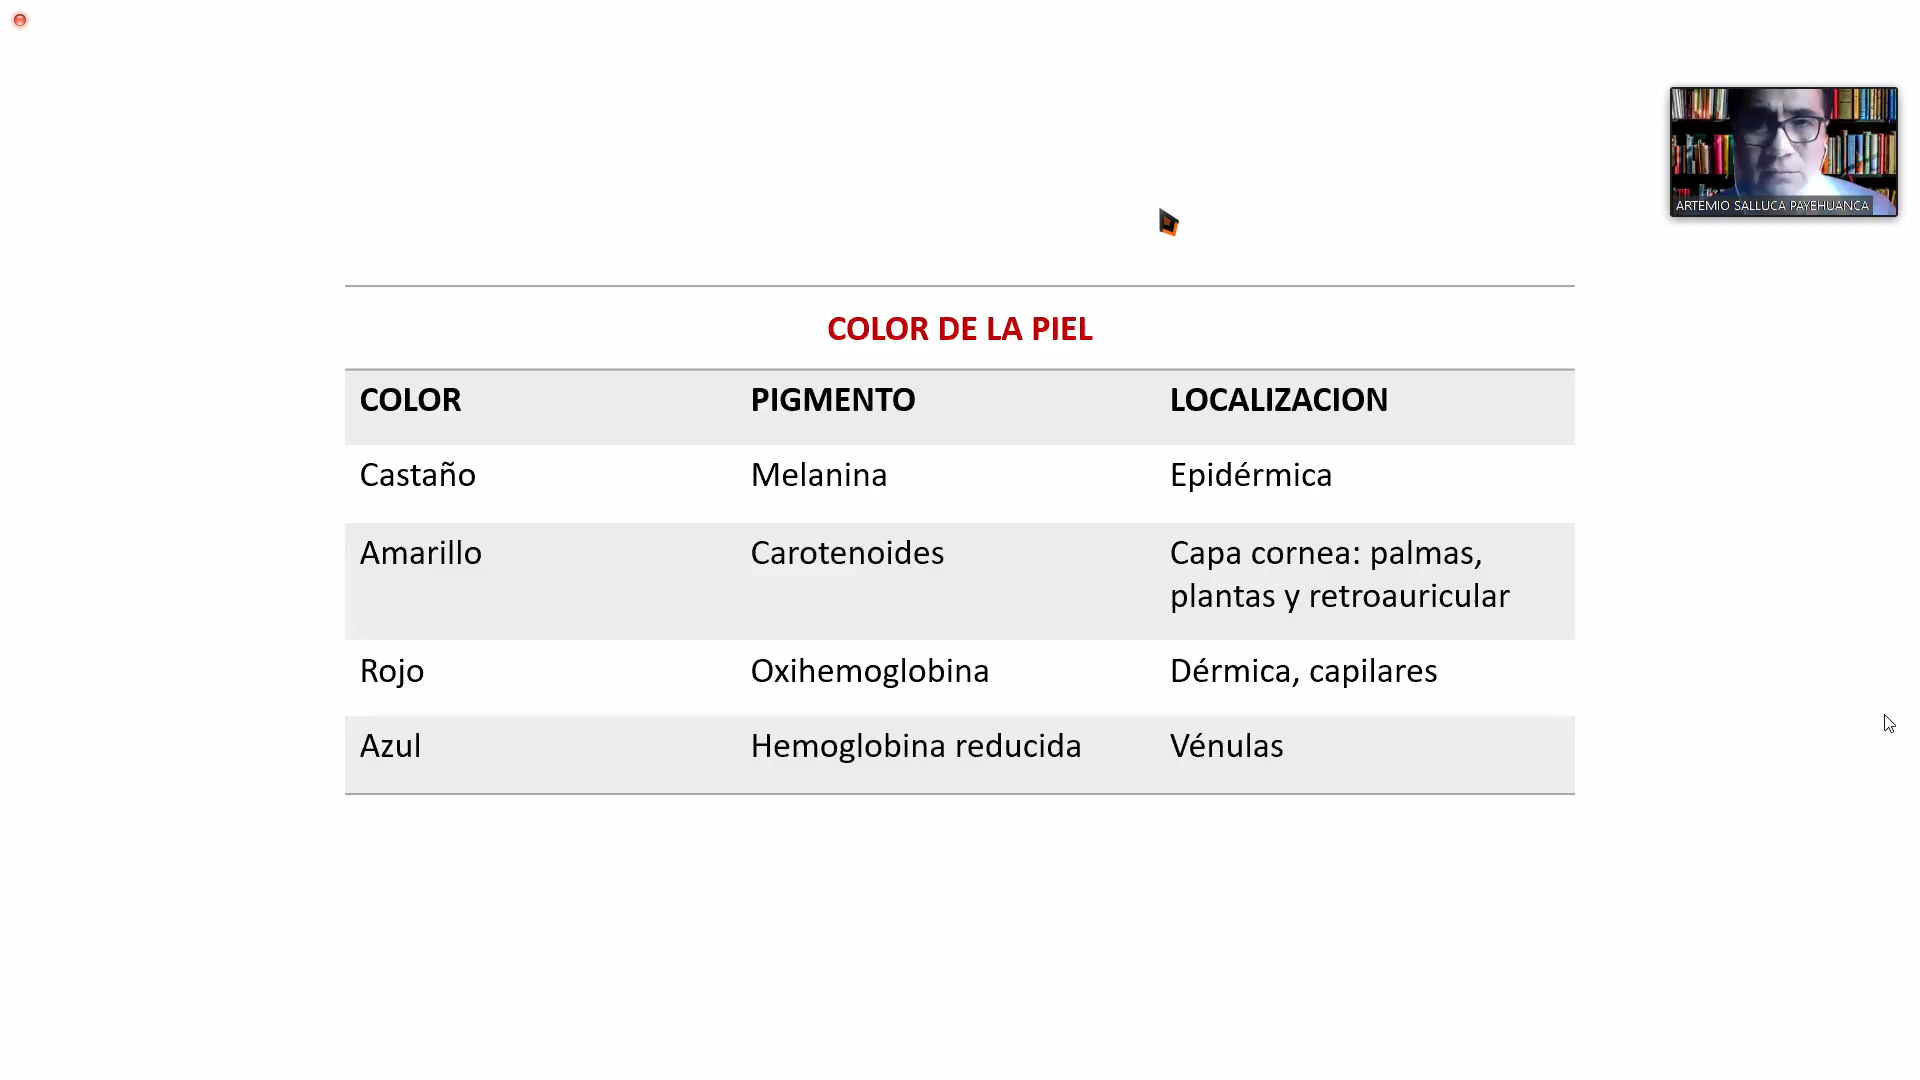 ARTEMIO SALLUCA PAYEHUANCA
COLOR DE LA PIEL
COLOR PIGMENTO LOCALIZACION
Castaño Melanina Epidérmica
Amarillo Carotenoides Capa cornea: palmas,
plantas y retroauricular
Rojo Oxihemoglobina Dérmica, capilares
Azul Hemoglobina reducida Vénulas